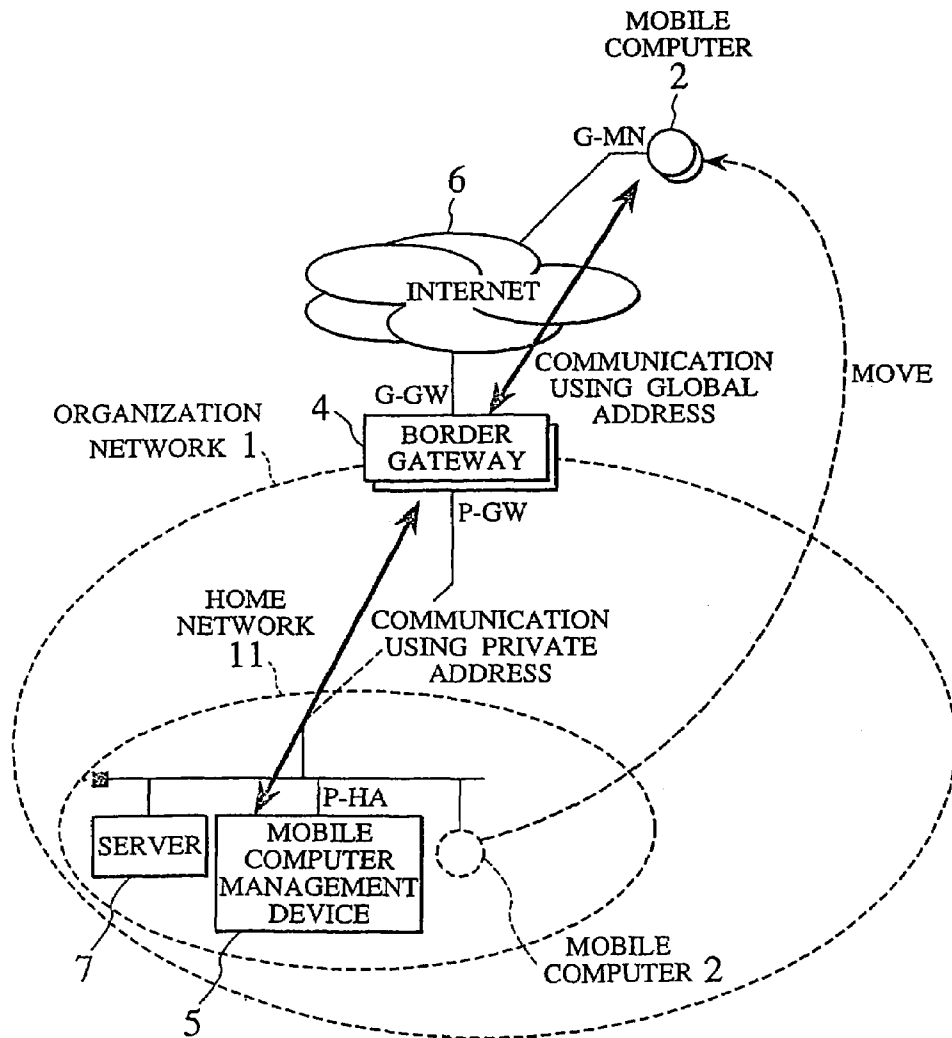 MOBILE
COMPUTER
2
G-MN
6
INTERNET
COMMUNICATION
USING GLOBAL
ADDRESS
MOVE
G-GW
ORGANIZATION
NETWORK 1
4
BORDER
GATEWAY
P-GW
HOME
NETWORK
11
COMMUNICATION
USING PRIVATE
ADDRESS
P-HA
SERVER
MOBILE
COMPUTER
MANAGEMENT
DEVICE
7
5
MOBILE
COMPUTER 2